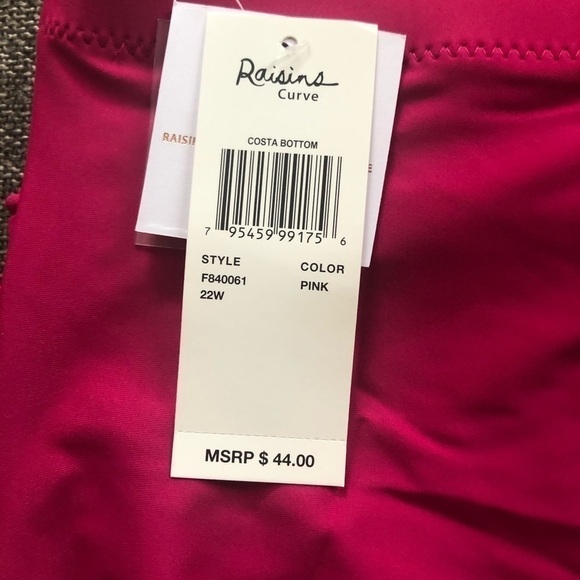 Raisins
Curve
COSTA BOTTOM
7 95459 99175 6
STYLE COLOR
F840061 PINK
22W
MSRP $ 44.00